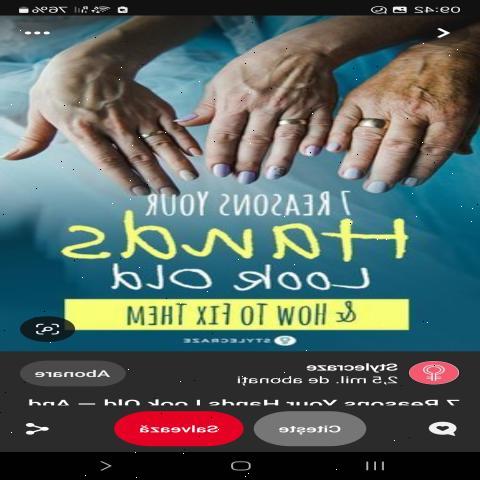 09:42
76%
7 REASONS YOUR
Hands
Look Old
& HOW TO FIX THEM
STYLECRAZE
Stylecraze
2,5 mil. de abonați
Abonare
7 Reasons Your Hands Look Old — And
Citește
Salvează